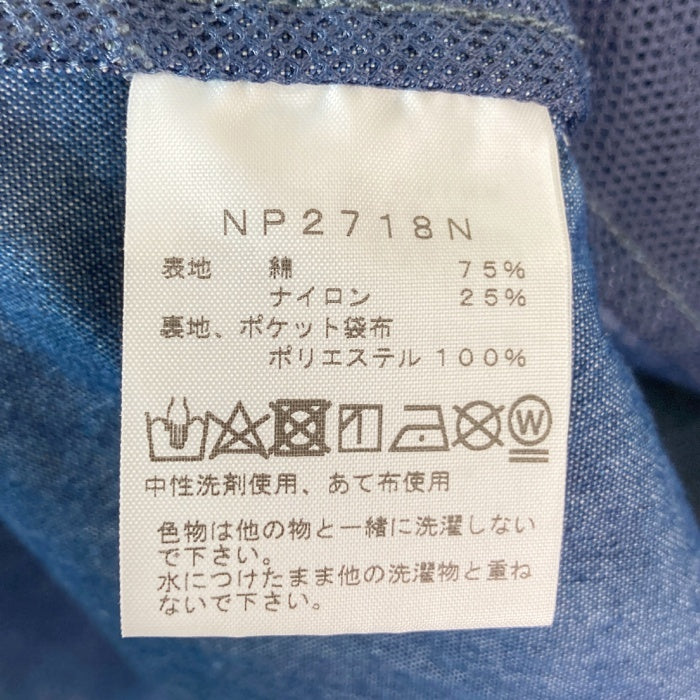 NP2718N
表地 綿 75%
ナイロン 25%
裏地、ポケット袋布
ポリエステル 100%
W
中性洗剤使用、あて布使用
色物は他の物と一緒に洗濯しない
で下さい。
水につけたまま他の洗濯物と重ね
ないで下さい。